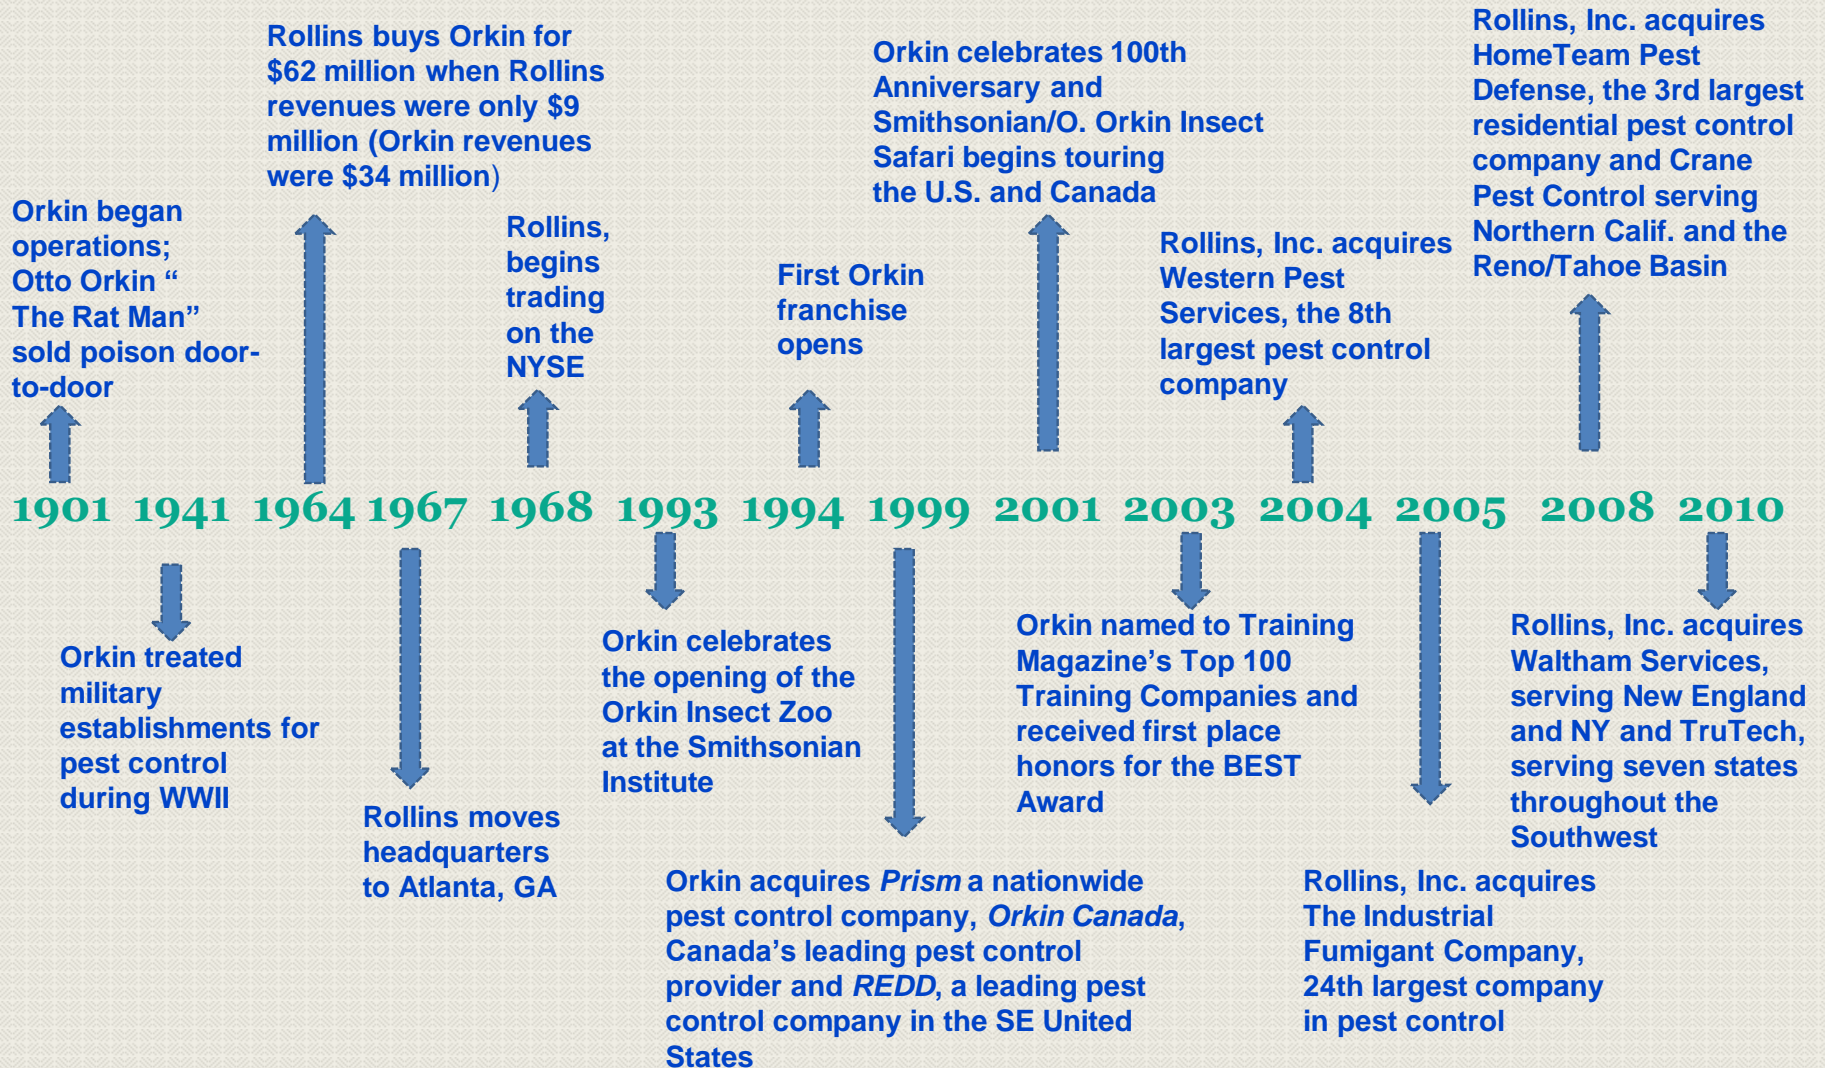 Rollins buys Orkin for
$62 million when Rollins
revenues were only $9
million (Orkin revenues
were $34 million)
Orkin celebrates 100th
Anniversary and
Smithsonian/O. Orkin Insect
Safari begins touring
the U.S. and Canada
Rollins, Inc. acquires
HomeTeam Pest
Defense, the 3rd largest
residential pest control
company and Crane
Pest Control serving
Northern Calif. and the
Reno/Tahoe Basin
Orkin began
operations;
Otto Orkin “
The Rat Man”
sold poison door-
to-door
Rollins,
begins
trading
on the
NYSE
First Orkin
franchise
opens
Rollins, Inc. acquires
Western Pest
Services, the 8th
largest pest control
company
1901 1941 1964 1967 1968 1993 1994 1999 2001 2003 2004 2005 2008 2010
Orkin treated
military
establishments for
pest control
during WWII
Rollins moves
headquarters
to Atlanta, GA
Orkin celebrates
the opening of the
Orkin Insect Zoo
at the Smithsonian
Institute
Orkin acquires Prism a nationwide
pest control company, Orkin Canada,
Canada’s leading pest control
provider and REDD, a leading pest
control company in the SE United
States
Orkin named to Training
Magazine’s Top 100
Training Companies and
received first place
honors for the BEST
Award
Rollins, Inc. acquires
The Industrial
Fumigant Company,
24th largest company
in pest control
Rollins, Inc. acquires
Waltham Services,
serving New England
and NY and TruTech,
serving seven states
throughout the
Southwest